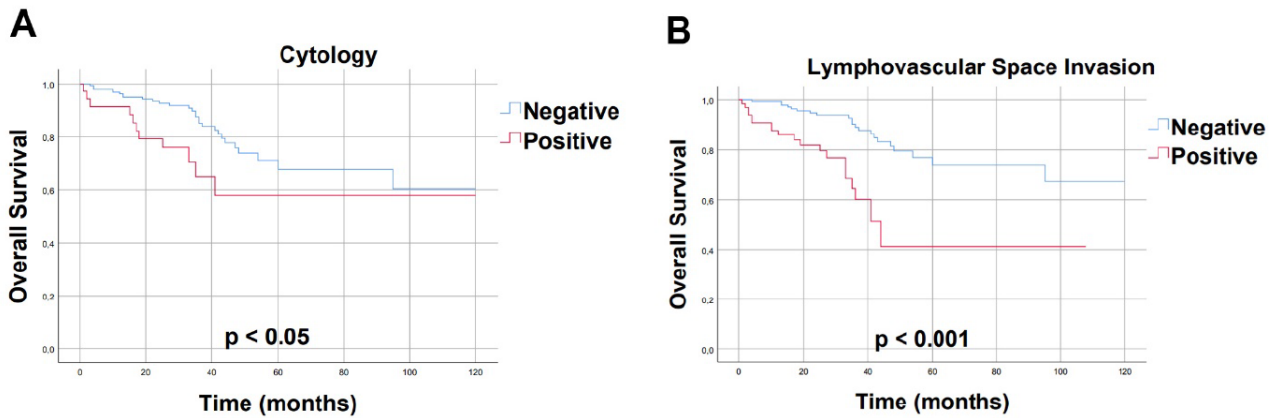 A
Cytology
Overall Survival
1,0
0,8
0,6
0,4
0,2
0,0
0 20 40 60 80 100 120
Time (months)
Negative
Positive
p < 0.05
B
Lymphovascular Space Invasion
Overall Survival
1,0
0,8
0,6
0,4
0,2
0,0
0 20 40 60 80 100 120
Time (months)
Negative
Positive
p < 0.001